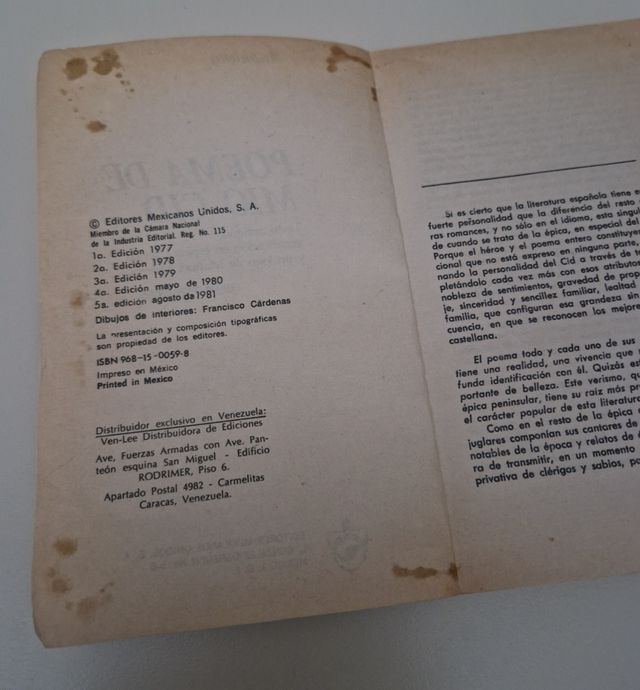 © Editores Mexicanos Unidos, S. A.
Miembro de la Cámara Nacional
de la Industria Editorial. Reg. No. 115
1a. Edición 1977
2a. Edición 1978
3a. Edición 1979
4a. Edición mayo de 1980
5a. edición agosto de 1981
Dibujos de interiores: Francisco Cárdenas
La presentación y composición tipográficas
son propiedad de los editores.
ISBN 968-15-0059-8
Impreso en México
Printed in Mexico
Distribuidor exclusivo en Venezuela:
Ven-Lee Distribuidora de Ediciones
Ave, Fuerzas Armadas con Ave. Pan-
teón esquina San Miguel - Edificio
RODRIMER, Piso 6.
Apartado Postal 4982 - Carmelitas
Caracas, Venezuela.
Si es cierto que la literatura española tiene
fuerte personalidad que la diferencia del resto
ras romances, y no sólo en el idioma, esta singu
de cuando se trata de la épica, en especial del
Porque el héroe y el poema entero constituye
cional que no está expreso en ninguna parte,
nando la personalidad del Cid a través de
pletándolo cada vez más con esos atributo
nobleza de sentimientos, gravedad de prop
je, sinceridad y sencillez familiar, lealtad
familia, que configuran esa grandeza sin
cuencia, en que se reconocen los mejore
castellana.
El poema todo y cada uno de sus
tiene una realidad, una vivencia que
funda identificación con él. Quizás es
portante de belleza. Este verismo, qu
épica peninsular, tiene su raíz más pr
el carácter popular de esta literatura
Como en el resto de la épica
juglares componían sus cantares de
notables de la época y relatos de
ra de transmitir, en un momento
privativa de clérigos y sabios, po